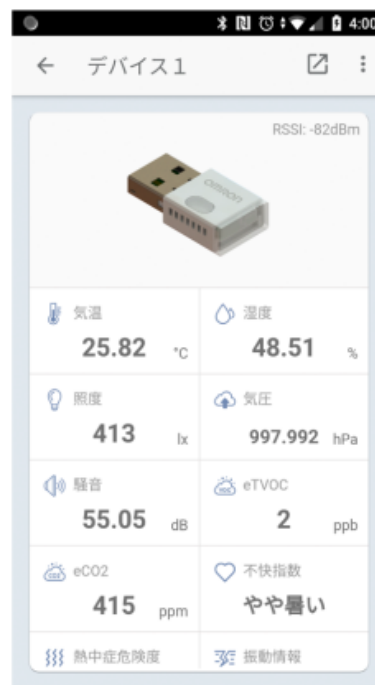 4:00
デバイス1
RSSI: -82dBm
OMRON
気温
25.82 °C
湿度
48.51 %
照度
413 lx
気圧
997.992 hPa
騒音
55.05 dB
eTVOC
2 ppb
eCO2
415 ppm
不快指数
やや暑い
熱中症危険度
振動情報